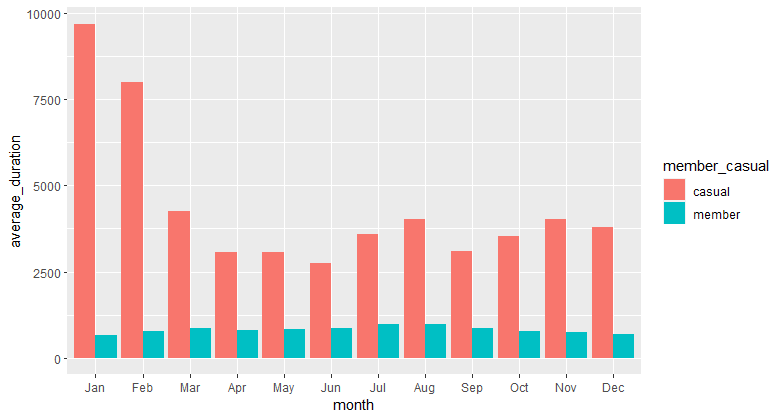 10000
7500
5000
2500
0
average_duration
Jan Feb Mar Apr May Jun Jul Aug Sep Oct Nov Dec
month
member_casual
casual
member